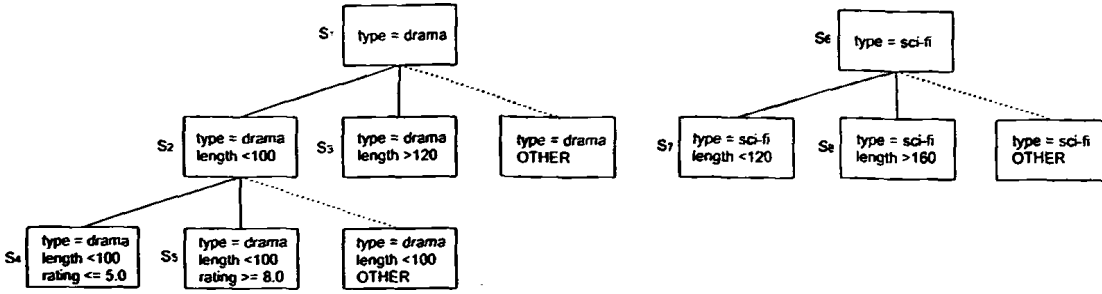 S1 type = drama
S6 type = sci-fi
S2 type = drama
length <100
S3 type = drama
length >120
type = drama
OTHER
S7 type = sci-fi
length <120
S8 type = sci-fi
length >160
type = sci-fi
OTHER
S4 type = drama
length <100
rating <= 5.0
S5 type = drama
length <100
rating >= 8.0
type = drama
length <100
OTHER